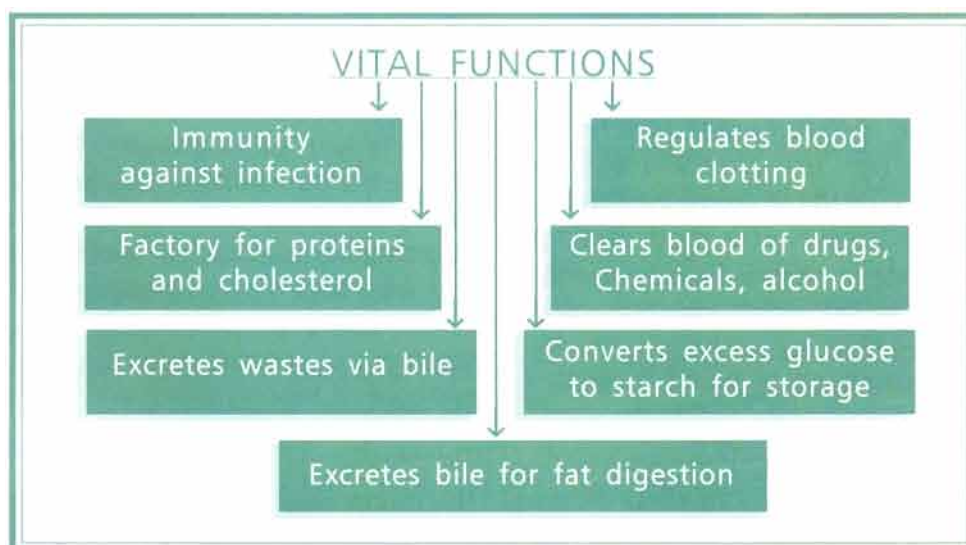 VITAL FUNCTIONS
Immunity
against infection
Regulates blood
clotting
Factory for proteins
and cholesterol
Clears blood of drugs,
Chemicals, alcohol
Excretes wastes via bile
Converts excess glucose
to starch for storage
Excretes bile for fat digestion